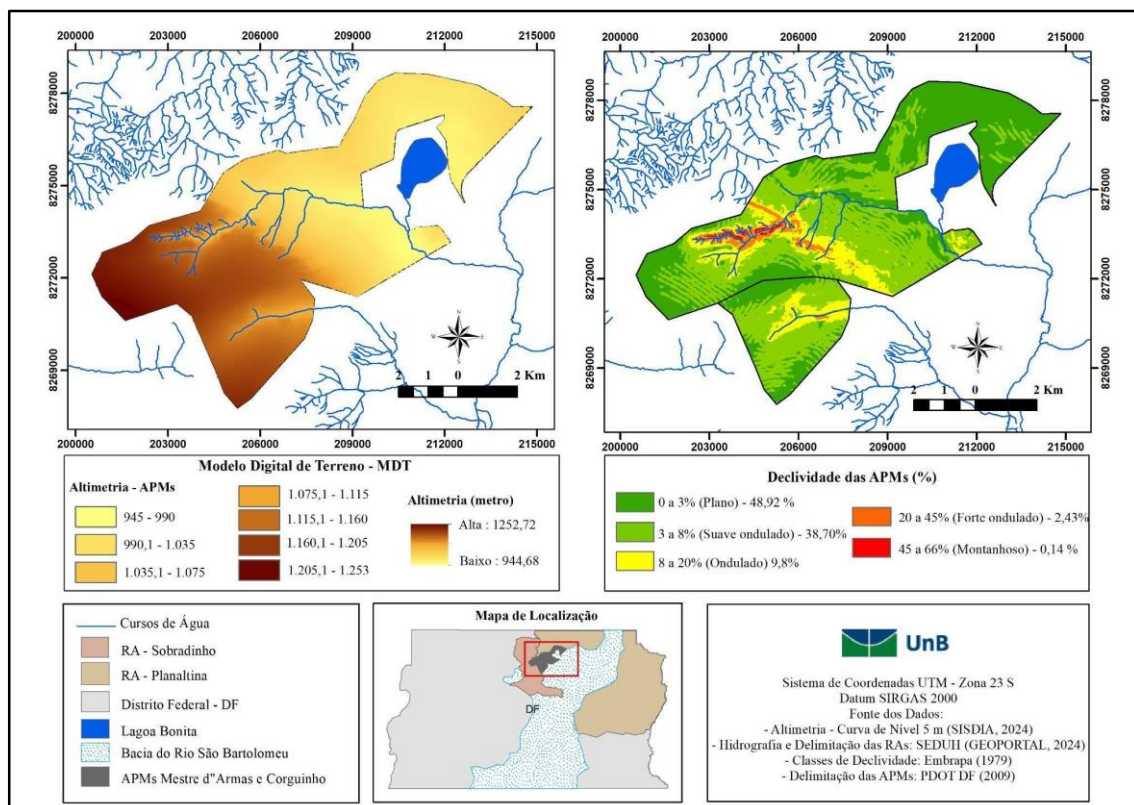 200000 203000 206000 209000 212000 215000
8278000
8275000
8272000
8269000
N
W E
S
2 1 0 2 Km
200000 203000 206000 209000 212000 215000
200000 203000 206000 209000 212000 215000
8278000
8275000
8272000
8269000
N
W E
S
2 1 0 2 Km
200000 203000 206000 209000 212000 215000
Modelo Digital de Terreno - MDT
Altimetria - APMs
945 - 990
990,1 - 1.035
1.035,1 - 1.075
1.075,1 - 1.115
1.115,1 - 1.160
1.160,1 - 1.205
1.205,1 - 1.253
Altimetria (metro)
Alta : 1252,72
Baixo : 944,68
Declividade das APMs (%)
0 a 3% (Plano) - 48,92 %
3 a 8% (Suave ondulado) - 38,70%
8 a 20% (Ondulado) 9,8%
20 a 45% (Forte ondulado) - 2,43%
45 a 66% (Montanhoso) - 0,14 %
Cursos de Água
RA - Sobradinho
RA - Planaltina
Distrito Federal - DF
Lagoa Bonita
Bacia do Rio São Bartolomeu
APMs Mestre d"Armas e Corguinho
Mapa de Localização
DF
UnB
Sistema de Coordenadas UTM - Zona 23 S
Datum SIRGAS 2000
Fonte dos Dados:
- Altimetria - Curva de Nível 5 m (SISDIA, 2024)
- Hidrografia e Delimitação das RAs: SEDUH (GEOPORTAL, 2024)
- Classes de Declividade: Embrapa (1979)
- Delimitação das APMs: PDOT DF (2009)